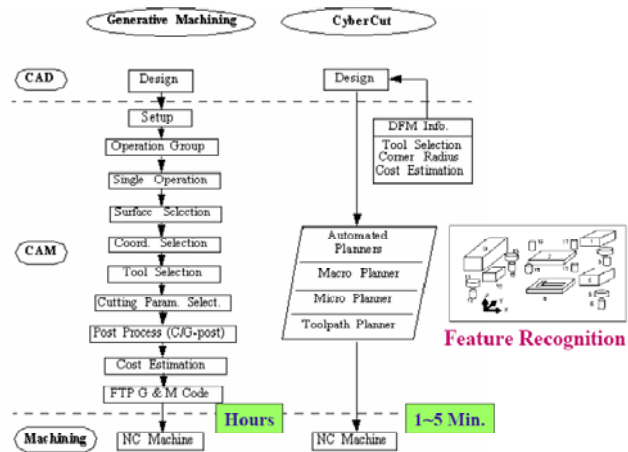 Generative Machining
CyberCut
CAD
Design
Design
Setup
DFM Info.
Tool Selection
Corner Radius
Cost Estimation
Operation Group
Single Operation
Surface Selection
Coord. Selection
Tool Selection
Cutting Param. Select.
Post Process (C/G-post)
Cost Estimation
FTP G & M Code
CAM
Automated
Planners
Macro Planner
Micro Planner
Toolpath Planner
Feature Recognition
Hours
1~5 Min.
Machining
NC Machine
NC Machine